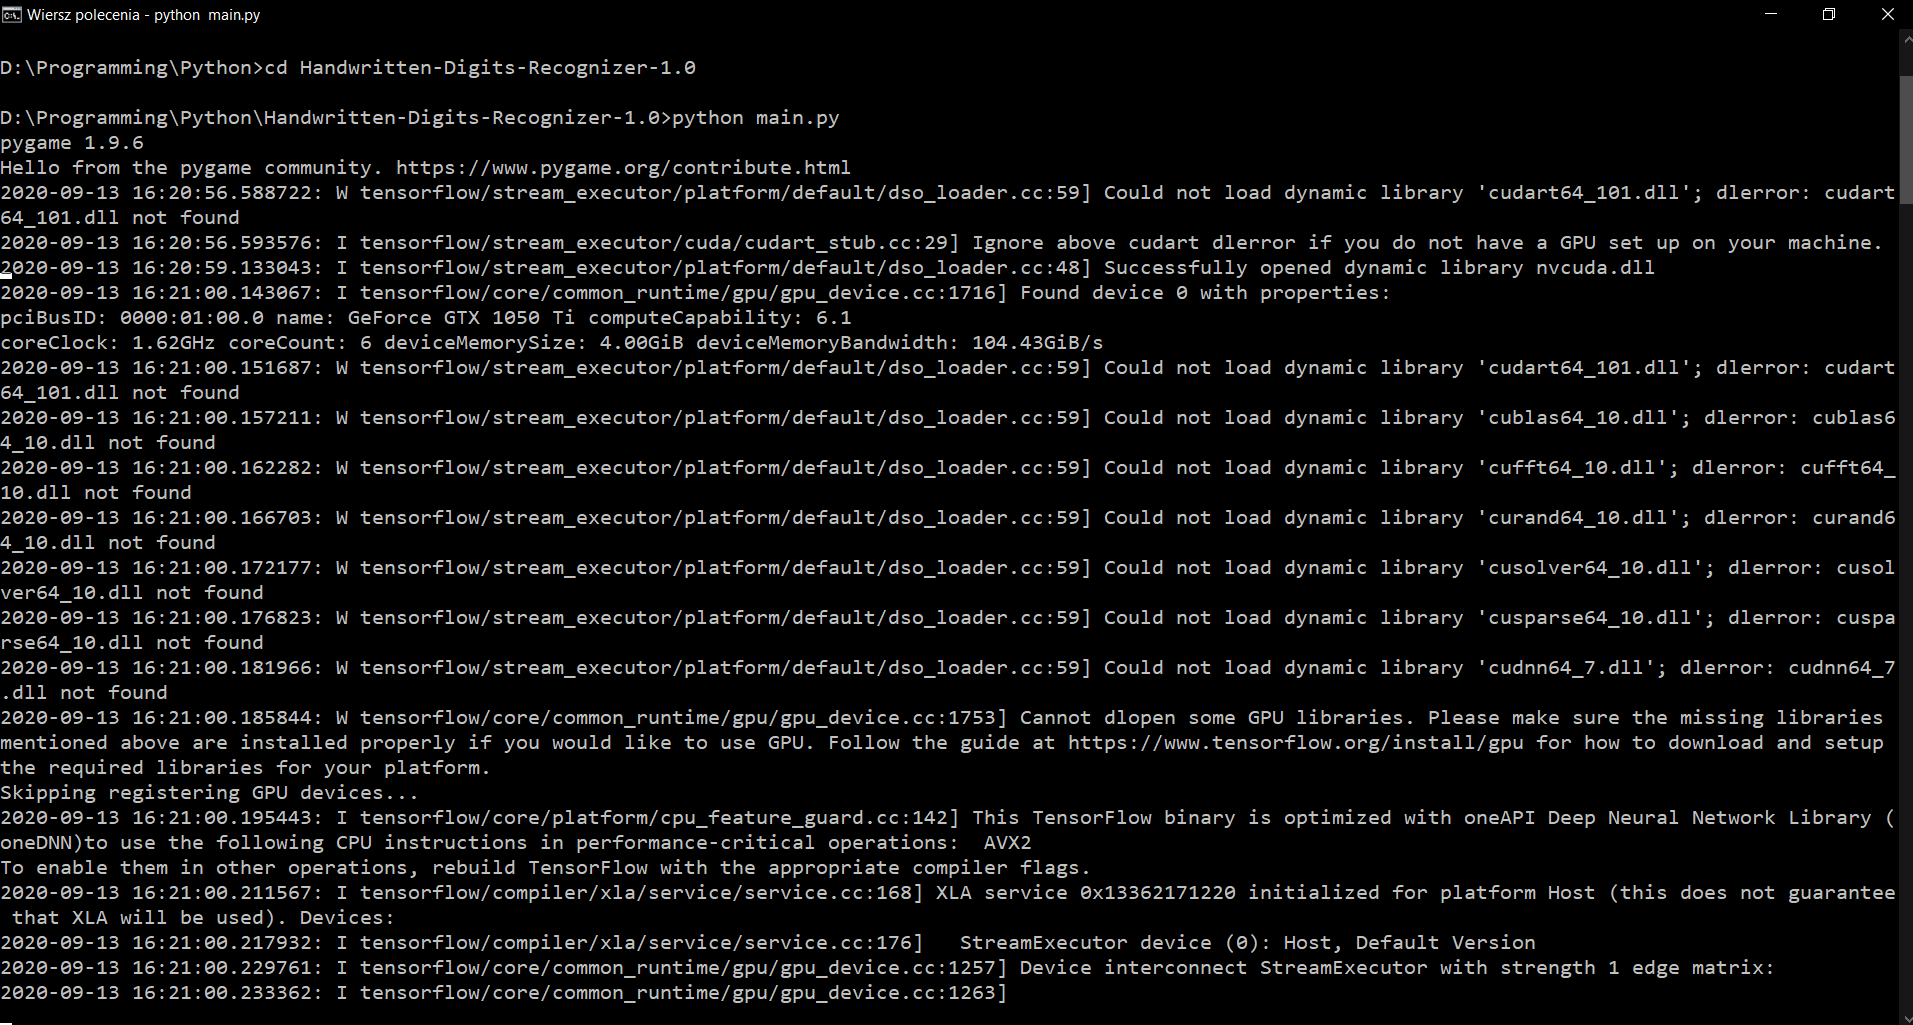 Wiersz polecenia - python  main.py
D:\Programming\Python>cd Handwritten-Digits-Recognizer-1.0
D:\Programming\Python\Handwritten-Digits-Recognizer-1.0>python main.py
pygame 1.9.6
Hello from the pygame community. https://www.pygame.org/contribute.html
2020-09-13 16:20:56.588722: W tensorflow/stream_executor/platform/default/dso_loader.cc:59] Could not load dynamic library 'cudart64_101.dll'; dlerror: cudart
64_101.dll not found
2020-09-13 16:20:56.593576: I tensorflow/stream_executor/cuda/cudart_stub.cc:29] Ignore above cudart dlerror if you do not have a GPU set up on your machine.
2020-09-13 16:20:59.133043: I tensorflow/stream_executor/platform/default/dso_loader.cc:48] Successfully opened dynamic library nvcuda.dll
2020-09-13 16:21:00.143067: I tensorflow/core/common_runtime/gpu/gpu_device.cc:1716] Found device 0 with properties:
pciBusID: 0000:01:00.0 name: GeForce GTX 1050 Ti computeCapability: 6.1
coreClock: 1.62GHz coreCount: 6 deviceMemorySize: 4.00GiB deviceMemoryBandwidth: 104.43GiB/s
2020-09-13 16:21:00.151687: W tensorflow/stream_executor/platform/default/dso_loader.cc:59] Could not load dynamic library 'cudart64_101.dll'; dlerror: cudart
64_101.dll not found
2020-09-13 16:21:00.157211: W tensorflow/stream_executor/platform/default/dso_loader.cc:59] Could not load dynamic library 'cublas64_10.dll'; dlerror: cublas6
4_10.dll not found
2020-09-13 16:21:00.162282: W tensorflow/stream_executor/platform/default/dso_loader.cc:59] Could not load dynamic library 'cufft64_10.dll'; dlerror: cufft64_
10.dll not found
2020-09-13 16:21:00.166703: W tensorflow/stream_executor/platform/default/dso_loader.cc:59] Could not load dynamic library 'curand64_10.dll'; dlerror: curand6
4_10.dll not found
2020-09-13 16:21:00.172177: W tensorflow/stream_executor/platform/default/dso_loader.cc:59] Could not load dynamic library 'cusolver64_10.dll'; dlerror: cusol
ver64_10.dll not found
2020-09-13 16:21:00.176823: W tensorflow/stream_executor/platform/default/dso_loader.cc:59] Could not load dynamic library 'cusparse64_10.dll'; dlerror: cuspa
rse64_10.dll not found
2020-09-13 16:21:00.181966: W tensorflow/stream_executor/platform/default/dso_loader.cc:59] Could not load dynamic library 'cudnn64_7.dll'; dlerror: cudnn64_7
.dll not found
2020-09-13 16:21:00.185844: W tensorflow/core/common_runtime/gpu/gpu_device.cc:1753] Cannot dlopen some GPU libraries. Please make sure the missing libraries
mentioned above are installed properly if you would like to use GPU. Follow the guide at https://www.tensorflow.org/install/gpu for how to download and setup
the required libraries for your platform.
Skipping registering GPU devices...
2020-09-13 16:21:00.195443: I tensorflow/core/platform/cpu_feature_guard.cc:142] This TensorFlow binary is optimized with oneAPI Deep Neural Network Library (
oneDNN)to use the following CPU instructions in performance-critical operations:  AVX2
To enable them in other operations, rebuild TensorFlow with the appropriate compiler flags.
2020-09-13 16:21:00.211567: I tensorflow/compiler/xla/service/service.cc:168] XLA service 0x13362171220 initialized for platform Host (this does not guarantee
 that XLA will be used). Devices:
2020-09-13 16:21:00.217932: I tensorflow/compiler/xla/service/service.cc:176]   StreamExecutor device (0): Host, Default Version
2020-09-13 16:21:00.229761: I tensorflow/core/common_runtime/gpu/gpu_device.cc:1257] Device interconnect StreamExecutor with strength 1 edge matrix:
2020-09-13 16:21:00.233362: I tensorflow/core/common_runtime/gpu/gpu_device.cc:1263]